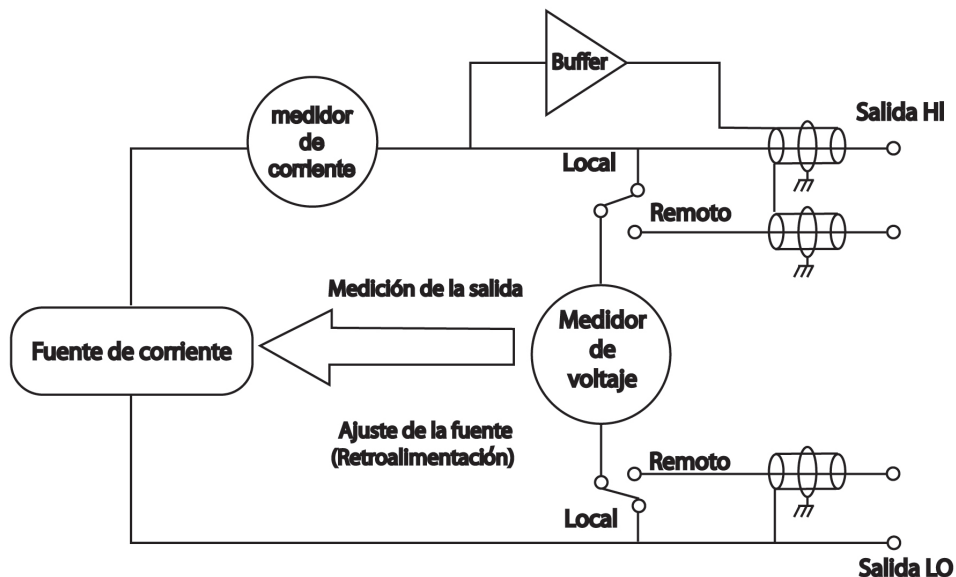 Buffer
medidor
de
corriente
Salida HI
Local
Remoto
Medición de la salida
Fuente de corriente
Medidor
de
voltaje
Ajuste de la fuente
(Retroalimentación)
Remoto
Local
Salida LO